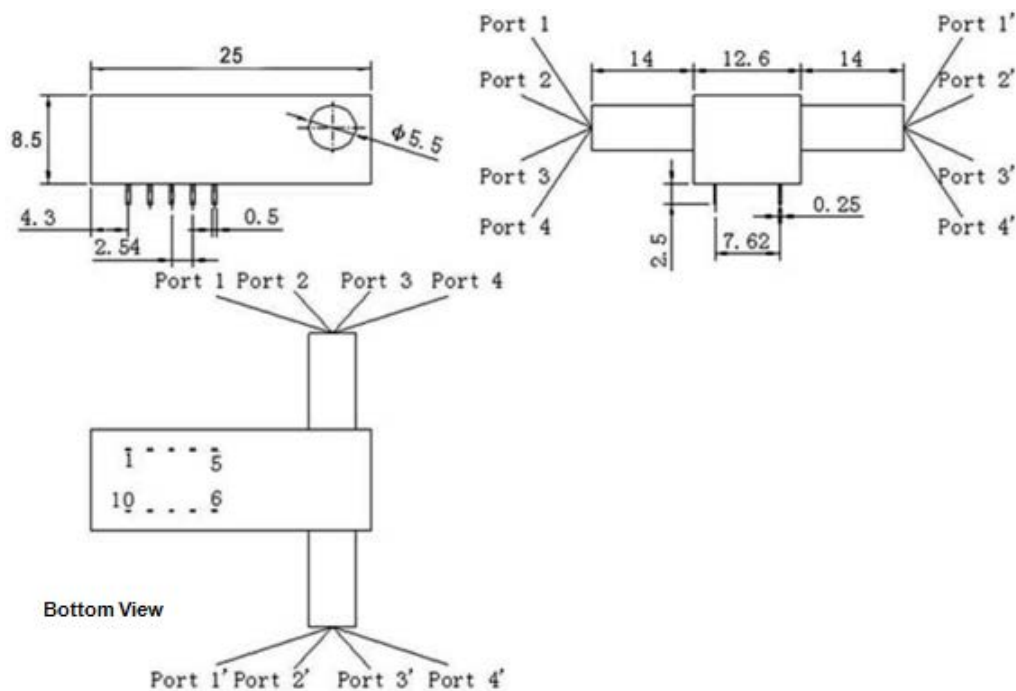 25
8.5
ϕ5.5
4.3
0.5
2.54
Port 1
Port 1'
14
12.6
14
Port 2
Port 2'
Port 3
Port 3'
0.25
Port 4
Port 4'
2.5
7.62
Port 1 Port 2 Port 3 Port 4
1 5
10 6
Bottom View
Port 1' Port 2' Port 3' Port 4'